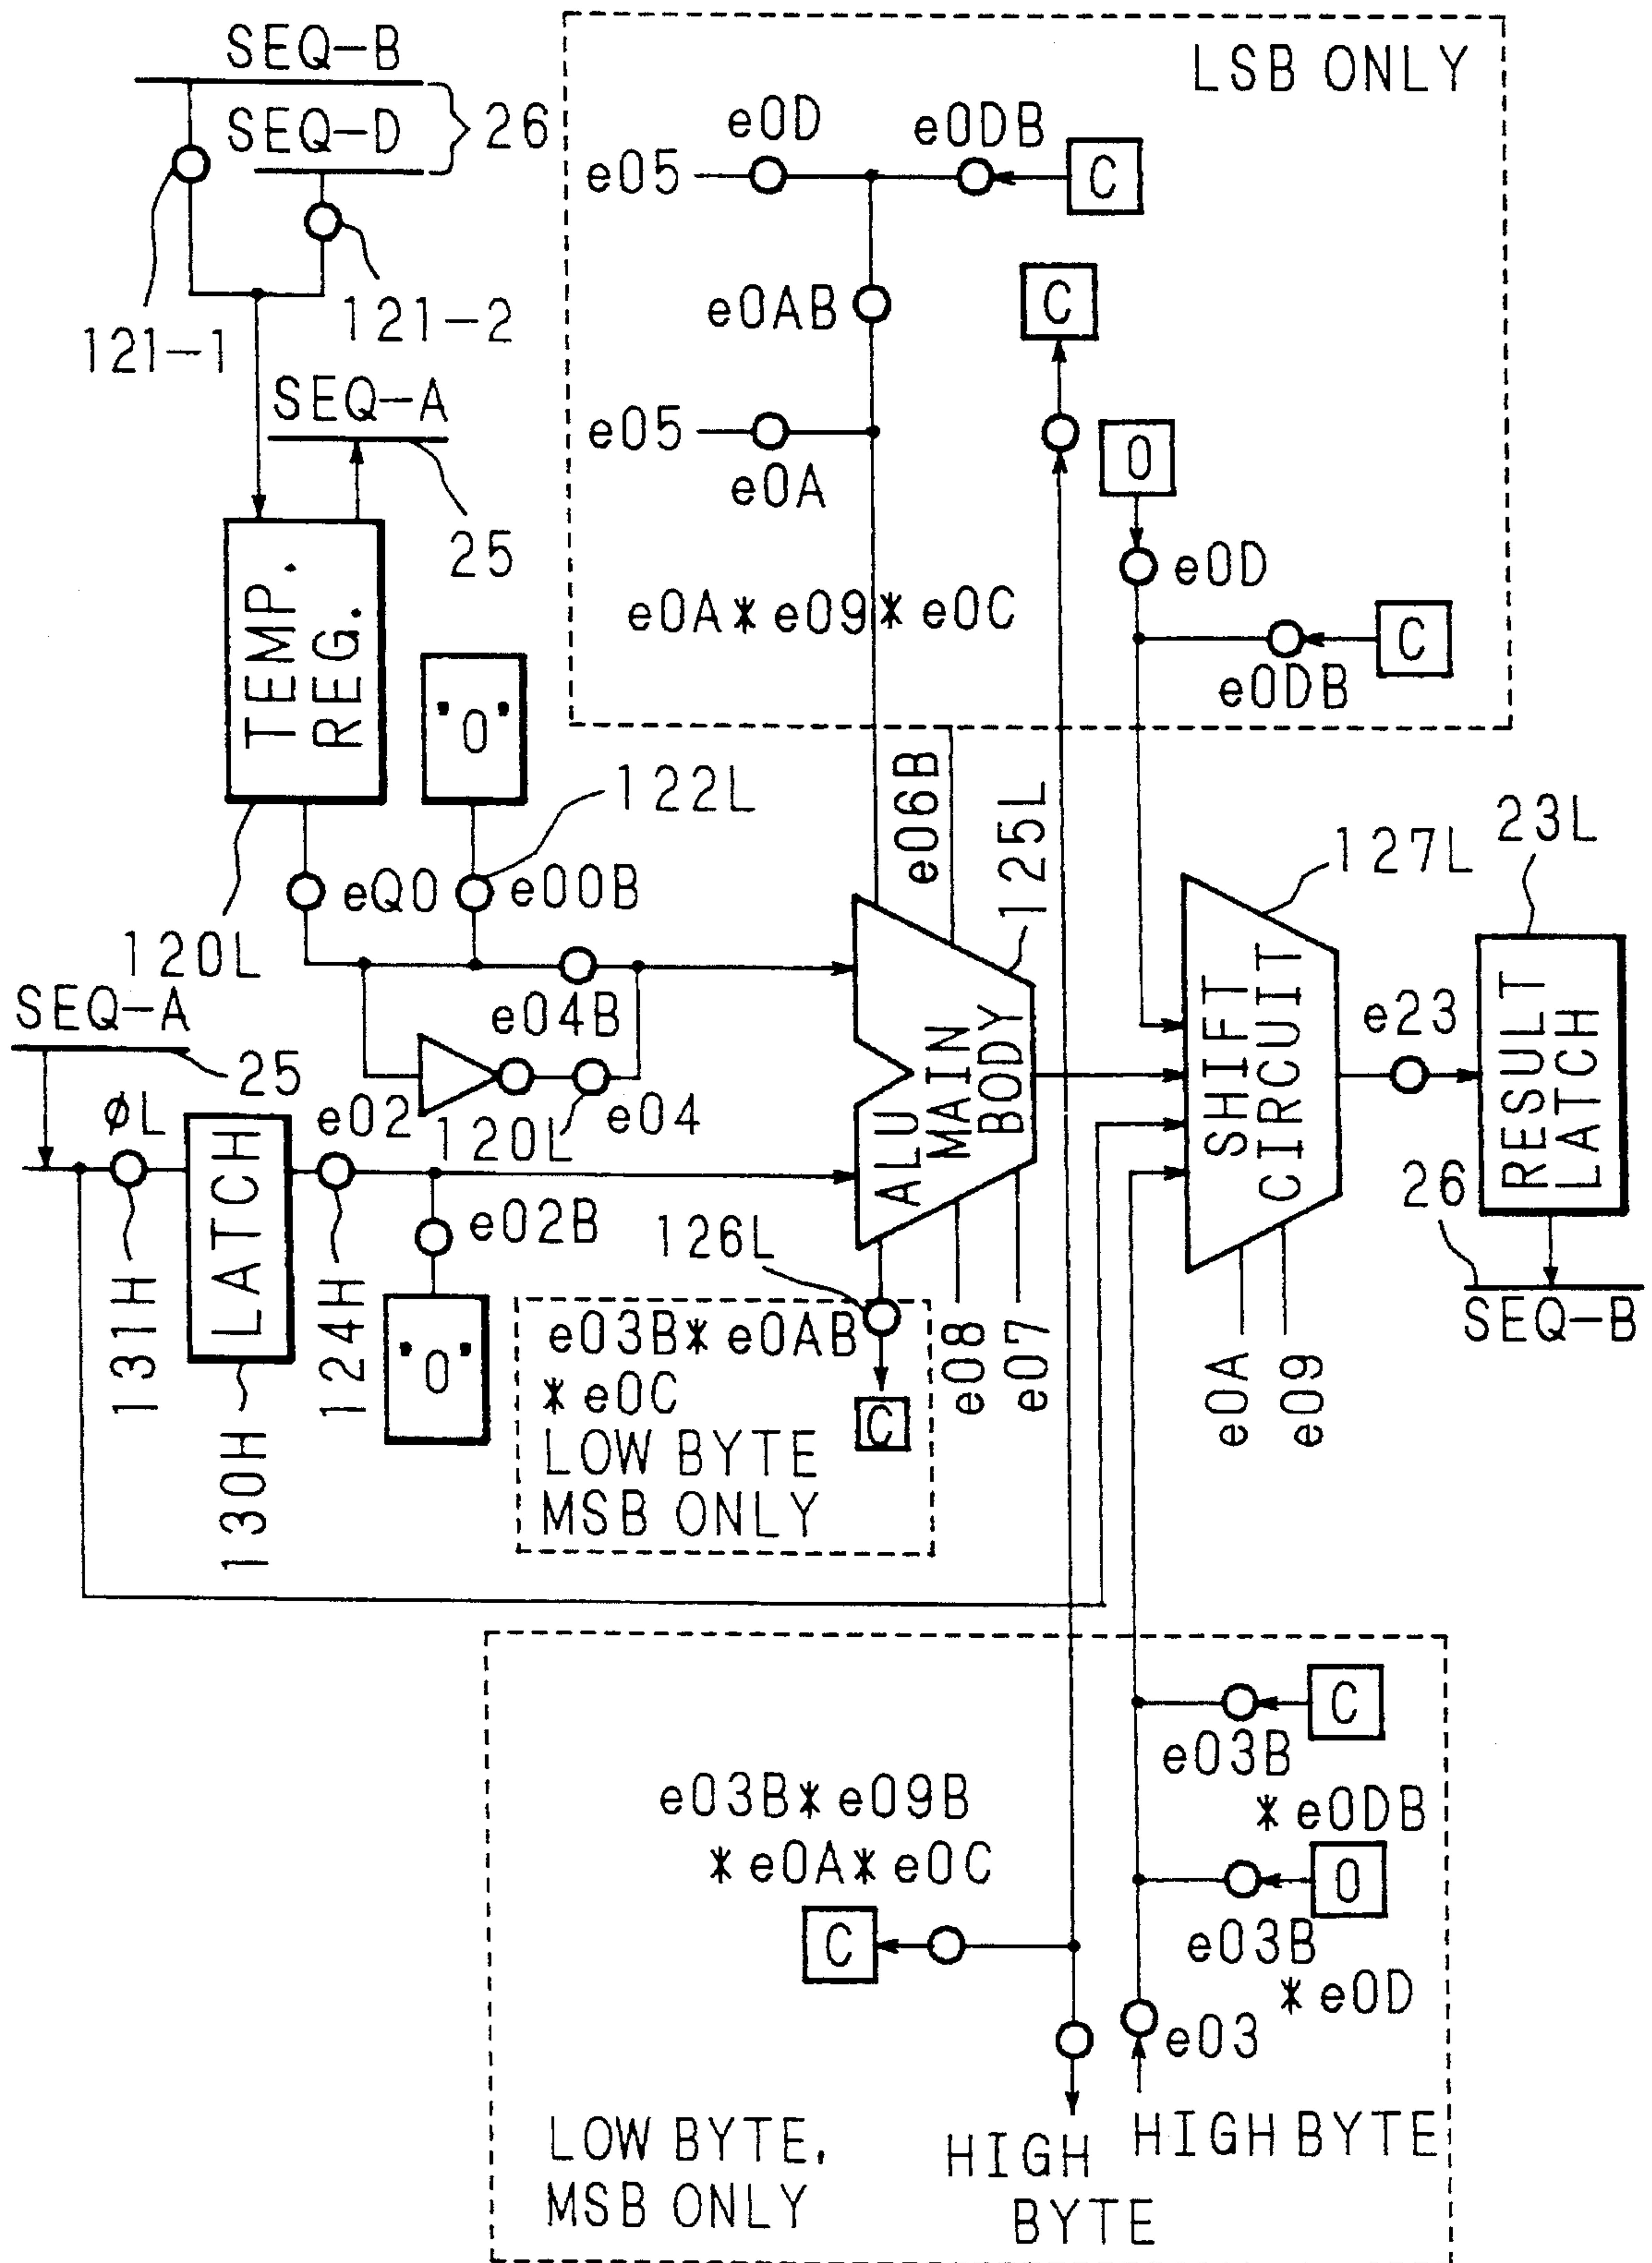 SEQ-B
SEQ-D
26
121-1
121-2
SEQ-A
25
TEMP.
REG.
"0"
120L
eQ0
e00B
122L
LSB ONLY
e0D
e0DB
e05
C
e0AB
C
e05
e0A
0
e0D
e0A * e09 * e0C
C
e0DB
e06B
125L
127L
23L
SEQ-A
25
e04B
e02
120L
e04
øL
LATCH
131H
130H
124H
e02B
"0"
ALU
MAIN
BODY
126L
e08
e07
SHIFT
CIRCUIT
e0A
e09
e23
RESULT
LATCH
26
SEQ-B
e03B* e0AB
* e0C
C
LOW BYTE
MSB ONLY
C
e03B
* e0DB
e03B* e09B
* e0A* e0C
0
e03B
* e0D
C
e03
HIGH BYTE
LOW BYTE,
MSB ONLY
HIGH
BYTE